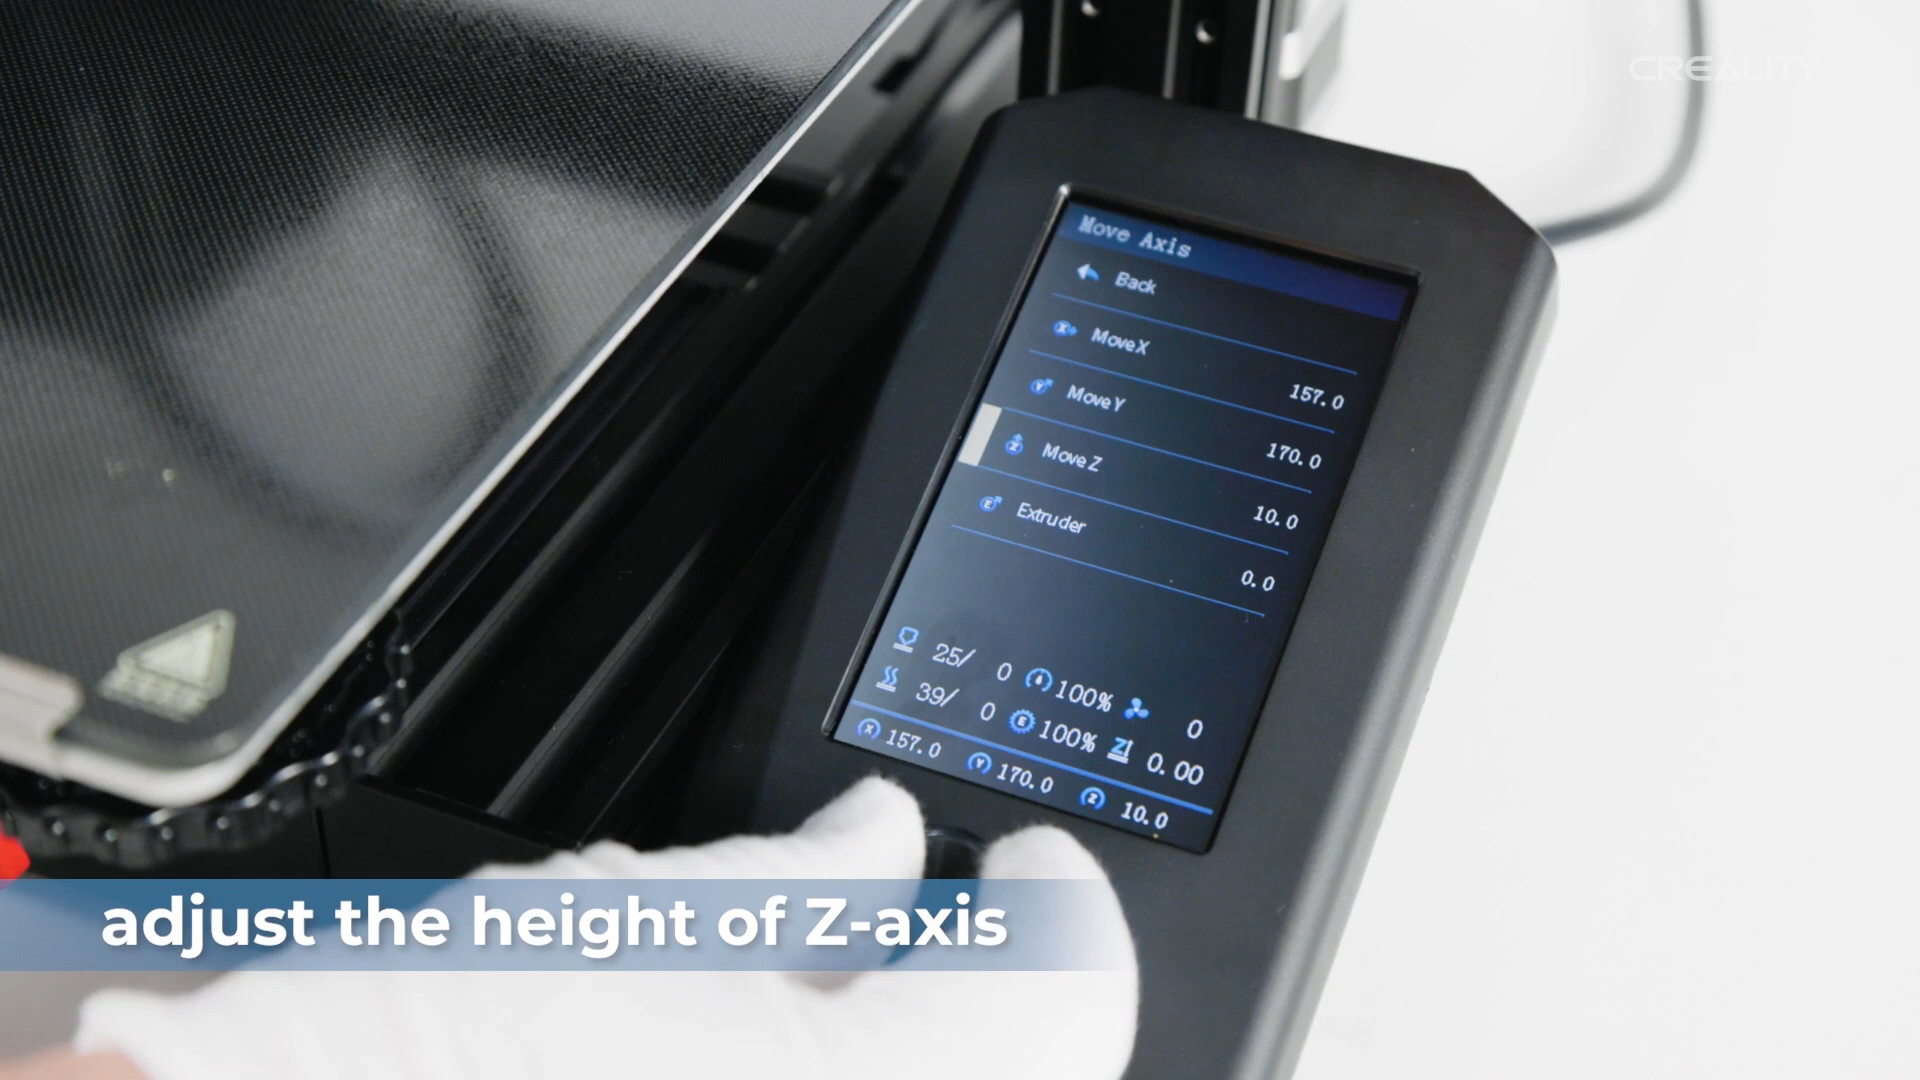 CREALITY
Move Axis
Back
Move X
157.0
Move Y
170.0
Move Z
10.0
Extruder
0.0
25/ 0 100% 0
39/ 0 E 100% Z 0.00
X 157.0 Y 170.0 Z 10.0
adjust the height of Z-axis